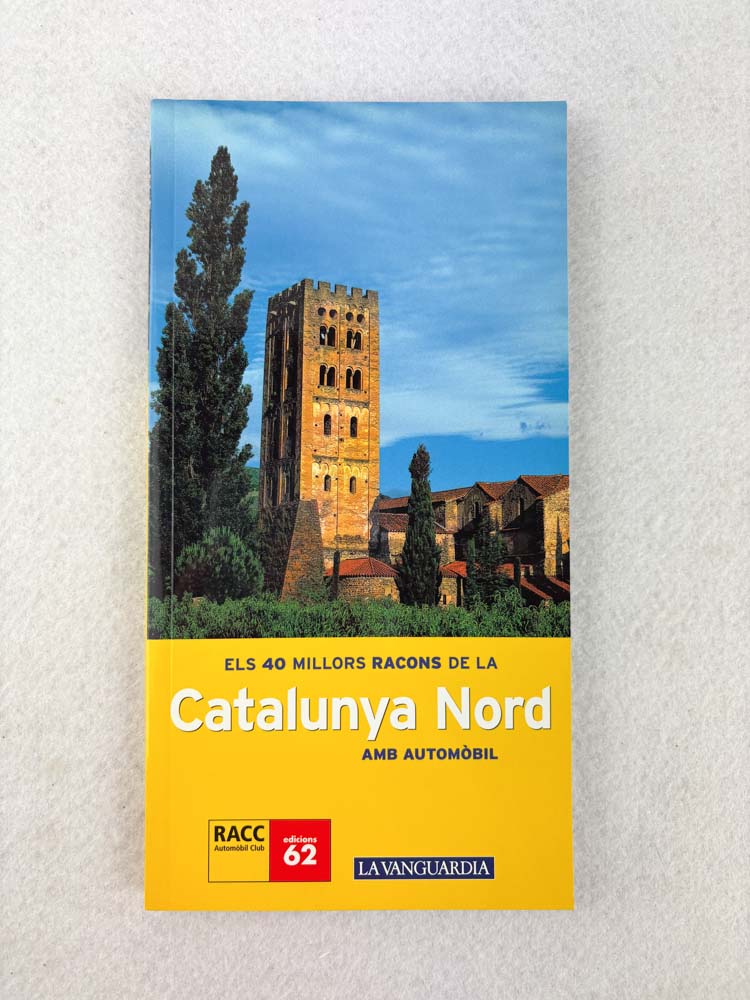 ELS 40 MILLORS RACONS DE LA
Catalunya Nord
AMB AUTOMÒBIL
RACC
Automòbil Club
edicions
62
LA VANGUARDIA